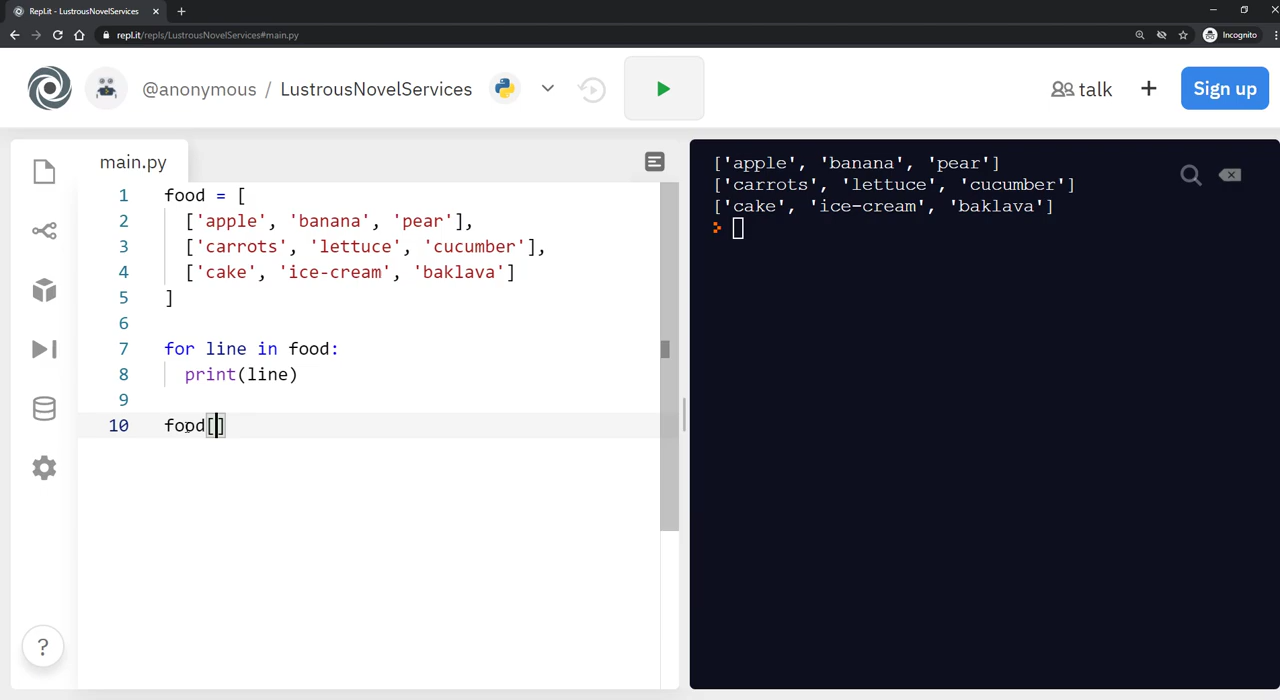 Repl.it - LustrousNovelServices
repl.it/repls/LustrousNovelServices#main.py
Incognito
@anonymous / LustrousNovelServices
talk
+
Sign up
main.py
1 food = [
2 ['apple', 'banana', 'pear'],
3 ['carrots', 'lettuce', 'cucumber'],
4 ['cake', 'ice-cream', 'baklava']
5 ]
6
7 for line in food:
8 print(line)
9
10 food[]
?
['apple', 'banana', 'pear']
['carrots', 'lettuce', 'cucumber']
['cake', 'ice-cream', 'baklava']
>